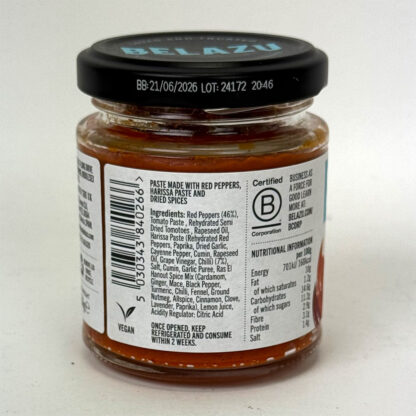 BELAZU
BB:21/06/2026 LOT: 24172 20:46
PASTE MADE WITH RED PEPPERS,
HARISSA PASTE AND
DRIED SPICES
Ingredients: Red Peppers (46%),
Tomato Paste , Rehydrated Semi
Dried Tomotoes , Rapeseed Oil,
Harissa Paste (Rehydrated Red
Peppers, Paprika, Dried Garlic,
Cayenne Pepper, Cumin, Rapeseed
Oil, Grape Vinegar, Chilli) (7%),
Salt, Cumin, Garlic Puree, Ras El
Hanout Spice Mix (Cardamom,
Ginger, Mace, Black Pepper,
Turmeric, Chilli, Fennel, Ground
Nutmeg, Allspice, Cinnamon, Clove,
Lavender, Paprika), Lemon Juice,
Acidity Regulator: Citric Acid
ONCE OPENED, KEEP
REFRIGERATED AND CONSUME
WITHIN 2 WEEKS.
5 030343 840266 >
VEGAN
Certified
B
Corporation
BUSINESS AS
A FORCE FOR
GOOD LEARN
MORE AT:
BELAZU.COM/
BCORP
NUTRITIONAL INFORMATION
per 100g
Energy
Fat
of which saturates
Carbohydrates 11.2g
of which sugars
Fibre
Protein
Salt